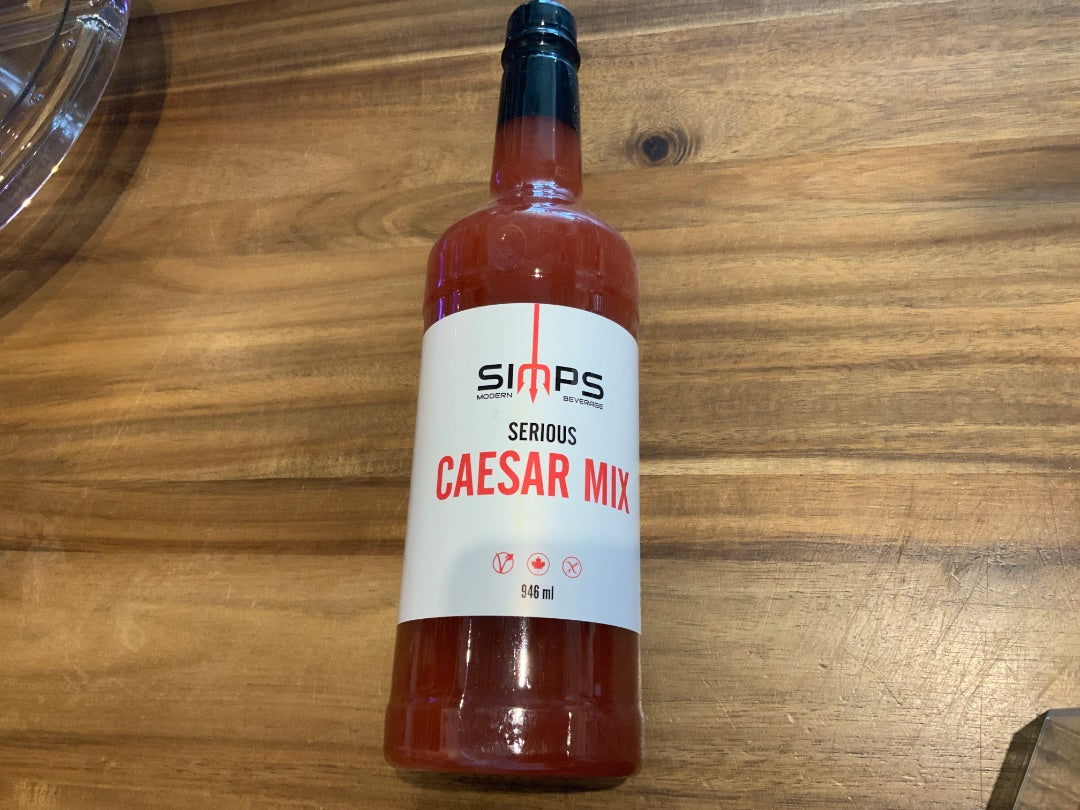 SIMPS
MODERN BEVERAGE
SERIOUS
CAESAR MIX
946 ml